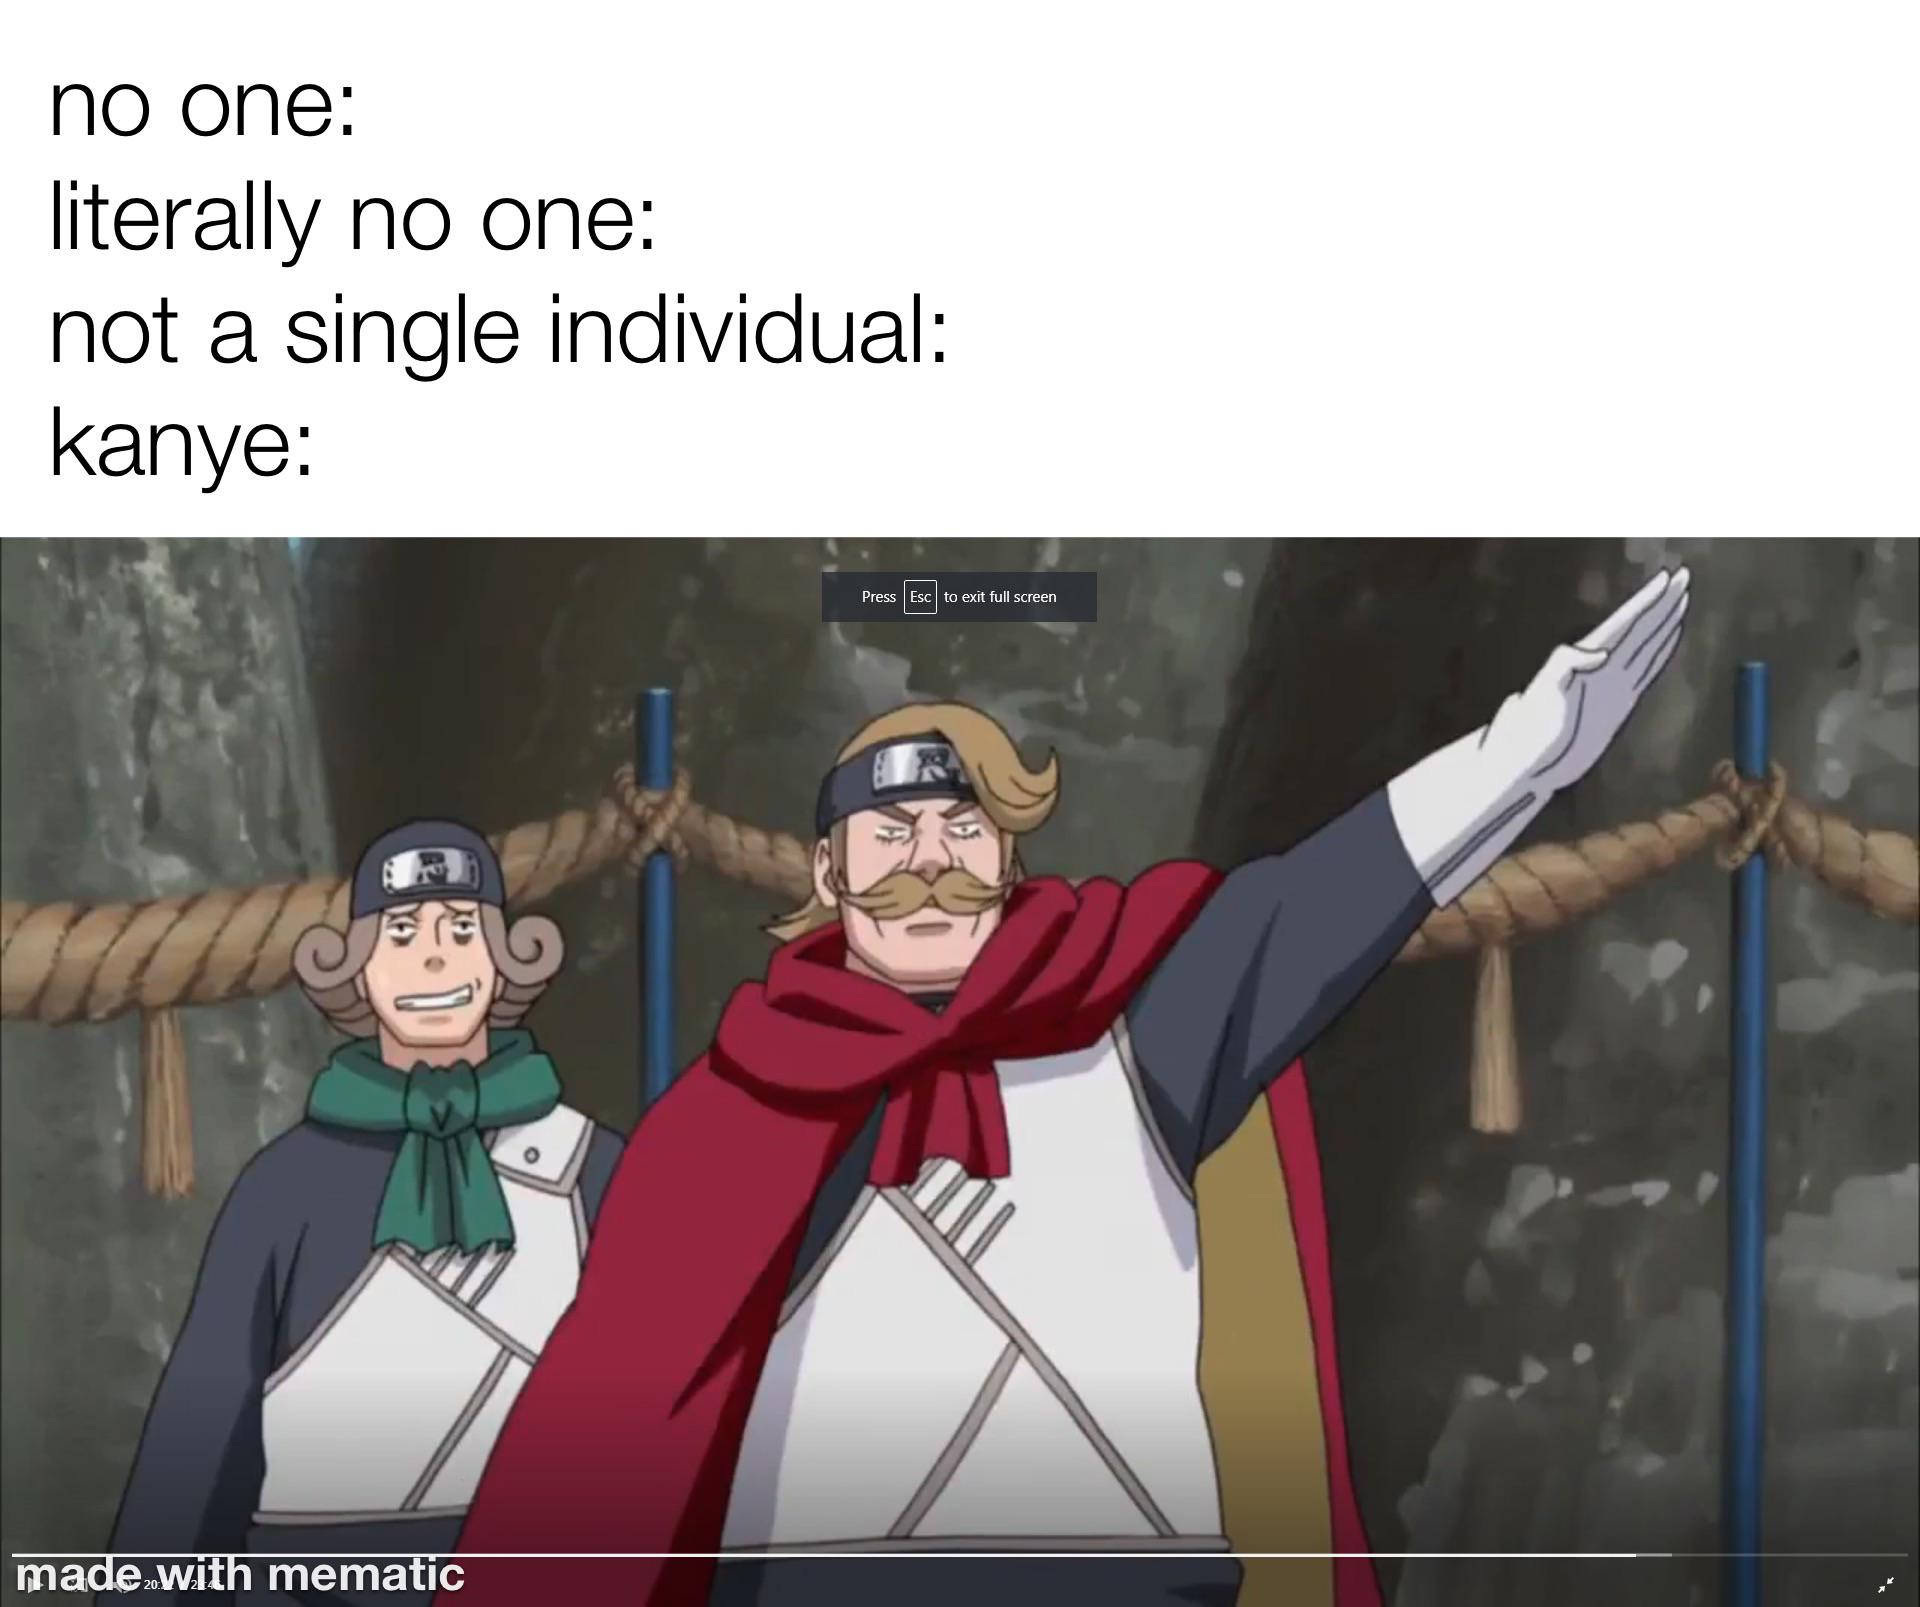 no one:
literally no one:
not a single individual:
kanye:
Press Esc to exit full screen
made with mematic